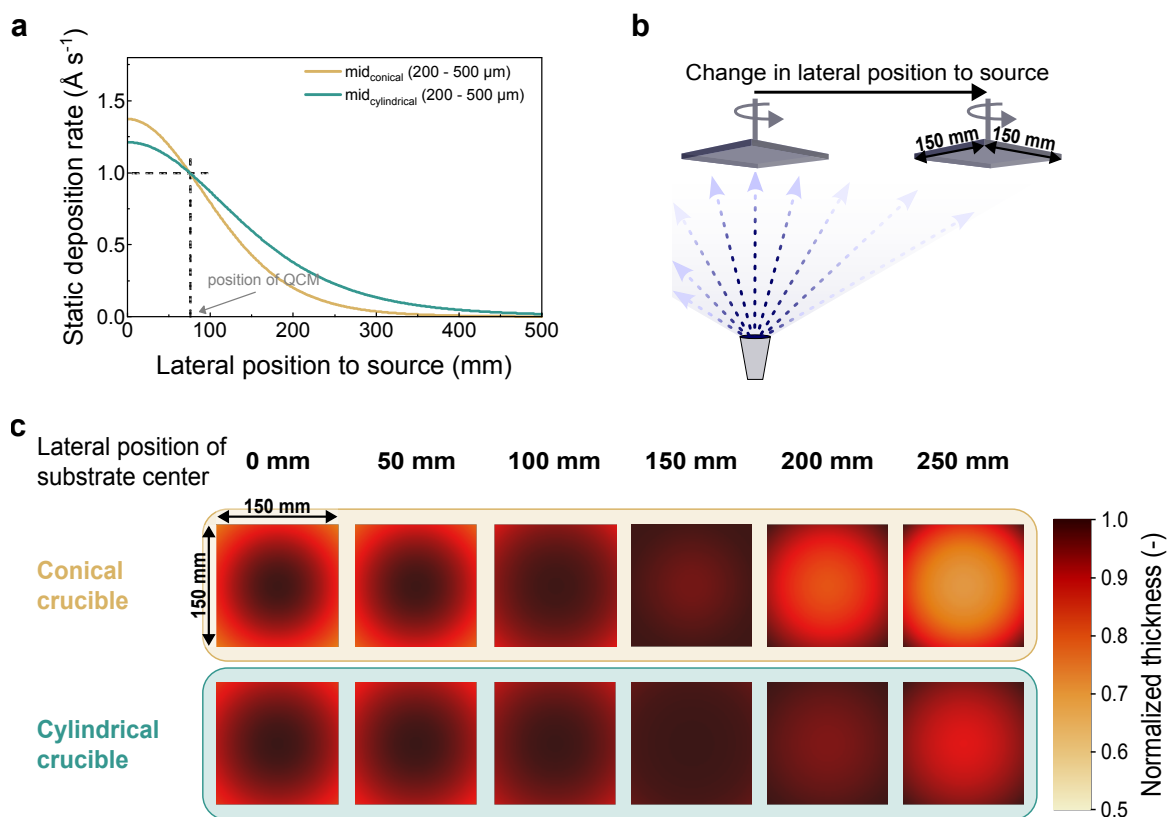 a
Static deposition rate (Å s⁻¹)
1.5
1.0
0.5
0.0
0
100
200
300
400
500
mid_conical (200 - 500 µm)
mid_cylindrical (200 - 500 µm)
position of QCM
Lateral position to source (mm)
b
Change in lateral position to source
150 mm
150 mm
c
Lateral position of
substrate center
0 mm
50 mm
100 mm
150 mm
200 mm
250 mm
150 mm
150 mm
Conical
crucible
Cylindrical
crucible
1.0
0.9
0.8
0.7
0.6
0.5
Normalized thickness (-)